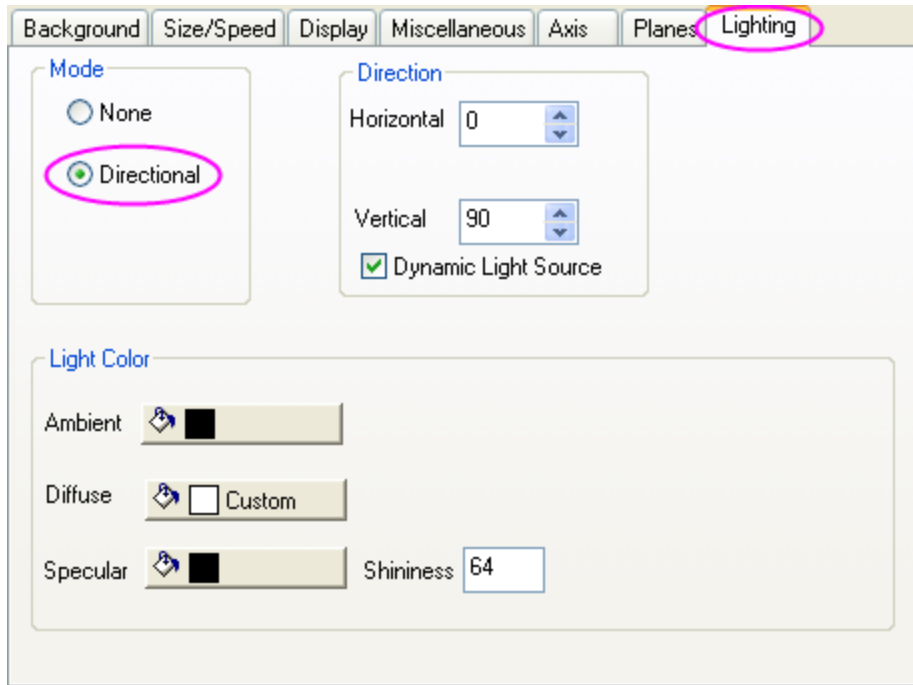 Background Size/Speed Display Miscellaneous Axis Planes Lighting
Mode
None
Directional
Direction
Horizontal 0
Vertical 90
Dynamic Light Source
Light Color
Ambient
Diffuse Custom
Specular Shininess 64